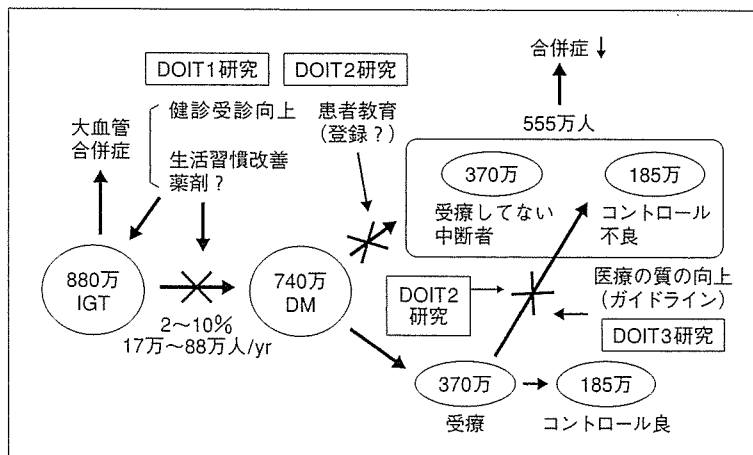 合併症↓
DOIT1研究
DOIT2研究
健診受診向上
患者教育
(登録？)
555万人
大血管
合併症
生活習慣改善
薬剤？
370万
185万
受療してない
中断者
コントロール
不良
880万
IGT
740万
DM
2〜10％
17万〜88万人/yr
DOIT2
研究
医療の質の向上
(ガイドライン)
DOIT3研究
370万
185万
受療
コントロール良